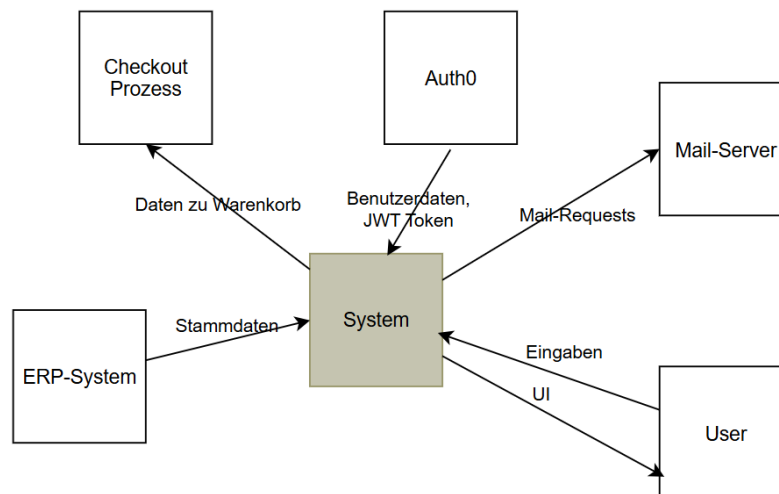 Checkout
Prozess
Auth0
Mail-Server
Daten zu Warenkorb
Benutzerdaten,
JWT Token
Mail-Requests
System
Stammdaten
ERP-System
Eingaben
UI
User